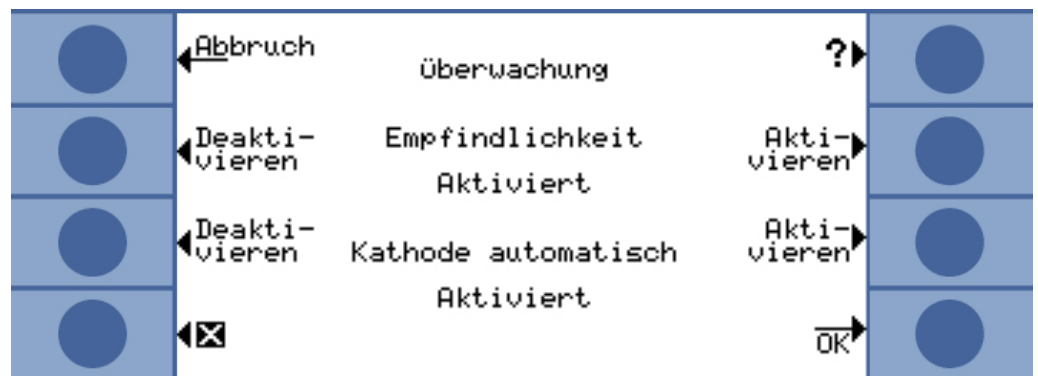 Abbruch
?
Überwachung
Deakti-
vieren
Empfindlichkeit
Akti-
vieren
Aktiviert
Deakti-
vieren
Kathode automatisch
Akti-
vieren
Aktiviert
OK